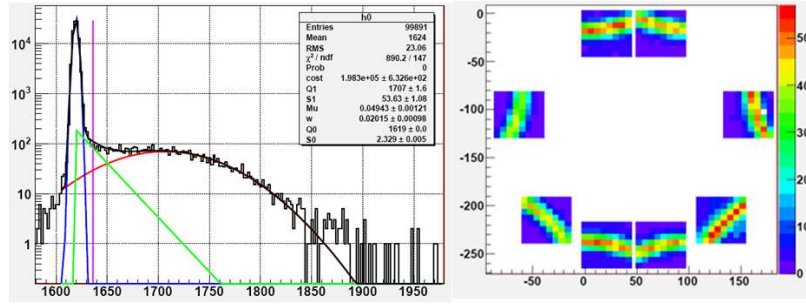 h0
Entries 99891
Mean 1624
RMS 23.06
χ² / ndf 890.2 / 147
Prob 0
cost 1.983e+05 ± 6.326e+02
Q1 1707 ± 1.6
S1 53.63 ± 1.08
Mu 0.04943 ± 0.00121
w 0.02015 ± 0.00098
Q0 1619 ± 0.0
S0 2.329 ± 0.005
10⁴
10³
10²
10
1
1600 1650 1700 1750 1800 1850 1900 1950
0
-50
-100
-150
-200
-250
-50 0 50 100 150
50
40
30
20
10
0